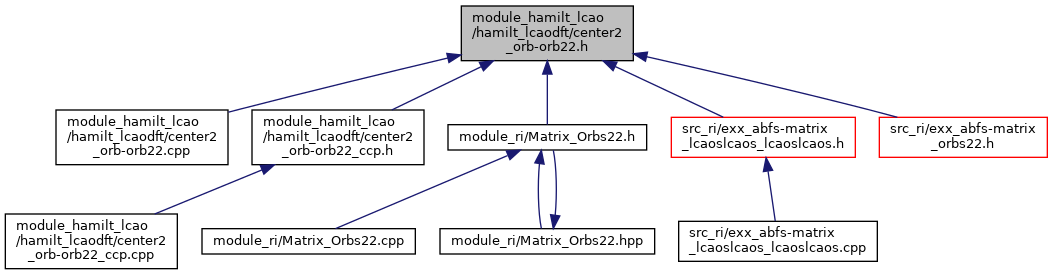 module_hamilt_lcao
/hamilt_lcaodft/center2
_orb-orb22.h
module_hamilt_lcao
/hamilt_lcaodft/center2
_orb-orb22.cpp
module_hamilt_lcao
/hamilt_lcaodft/center2
_orb-orb22_ccp.h
module_ri/Matrix_Orbs22.h
src_ri/exx_abfs-matrix
_lcaoslcaos_lcaoslcaos.h
src_ri/exx_abfs-matrix
_orbs22.h
module_hamilt_lcao
/hamilt_lcaodft/center2
_orb-orb22_ccp.cpp
module_ri/Matrix_Orbs22.cpp
module_ri/Matrix_Orbs22.hpp
src_ri/exx_abfs-matrix
_lcaoslcaos_lcaoslcaos.cpp